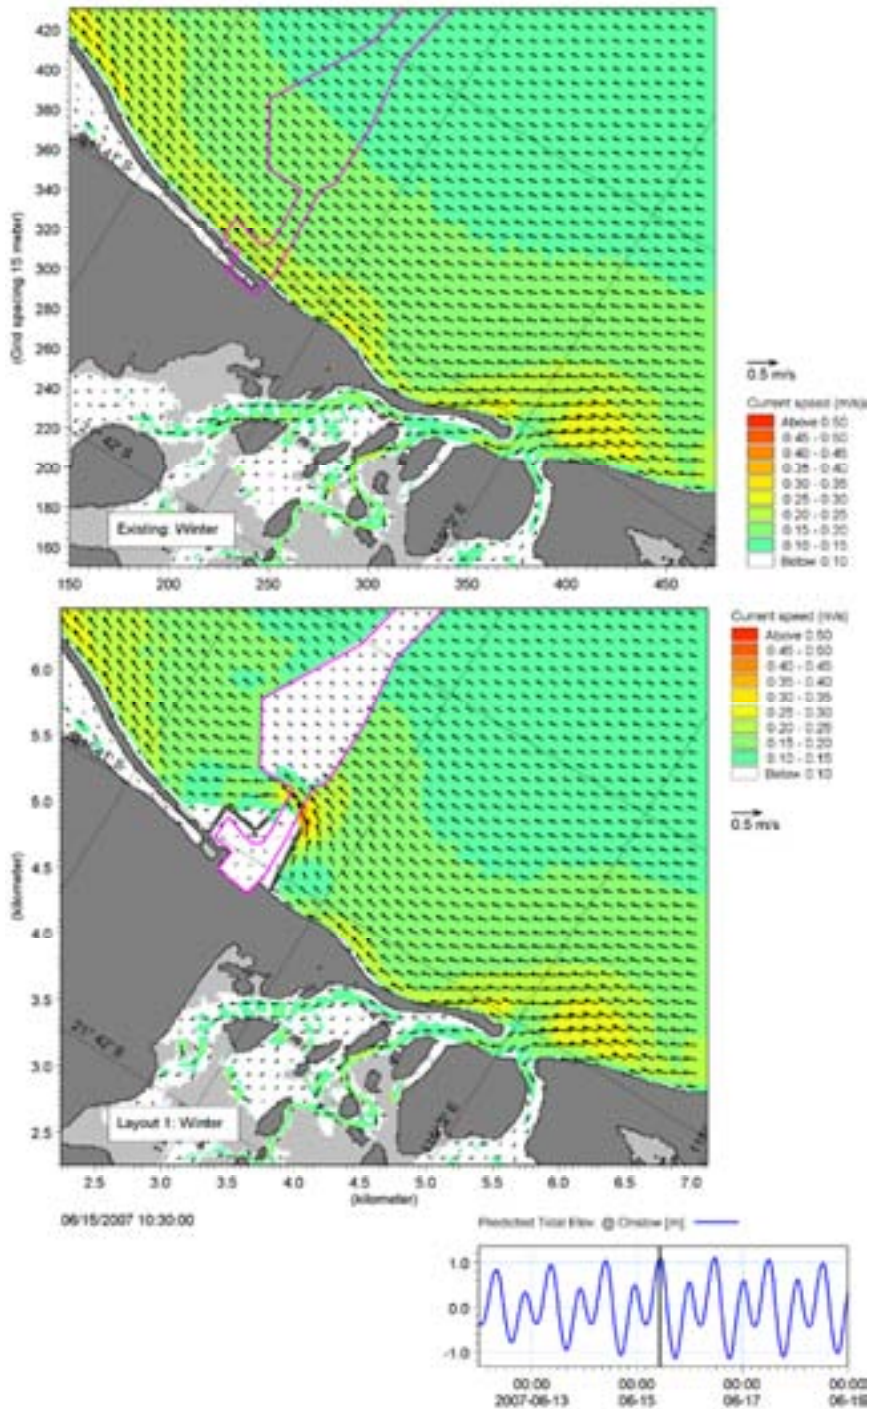 420
400
380
360
340
320
300
280
260
240
220
200
180
160
(Grid spacing 15 meter)
42' S
Existing: Winter
150
200
250
300
350
400
450
0.5 m/s
Current speed (m/s)
Above 0.50
0.45 - 0.50
0.40 - 0.45
0.35 - 0.40
0.30 - 0.35
0.25 - 0.30
0.20 - 0.25
0.15 - 0.20
0.10 - 0.15
Below 0.10
6.0
5.5
5.0
4.5
4.0
3.5
3.0
2.5
(kilometer)
21° 42' S
Layout 1: Winter
2.5
3.0
3.5
4.0
4.5
5.0
5.5
6.0
6.5
7.0
(kilometer)
Current speed (m/s)
Above 0.50
0.45 - 0.50
0.40 - 0.45
0.35 - 0.40
0.30 - 0.35
0.25 - 0.30
0.20 - 0.25
0.15 - 0.20
0.10 - 0.15
Below 0.10
0.5 m/s
06/15/2007 10:30:00
Predicted Tidal Elev. @ Onslow [m]
1.0
0.0
-1.0
00:00
2007-06-13
00:00
06-15
00:00
06-17
00:00
06-19